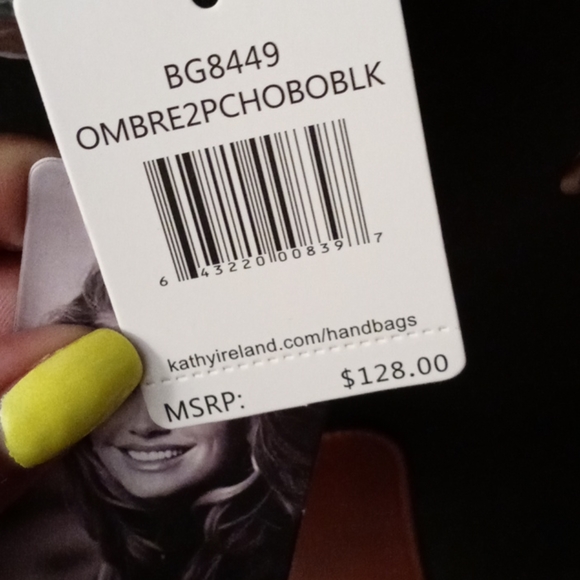 BG8449
OMBRE2PCHOBOBLK
6 43220 00839 7
kathyireland.com/handbags
MSRP: $128.00